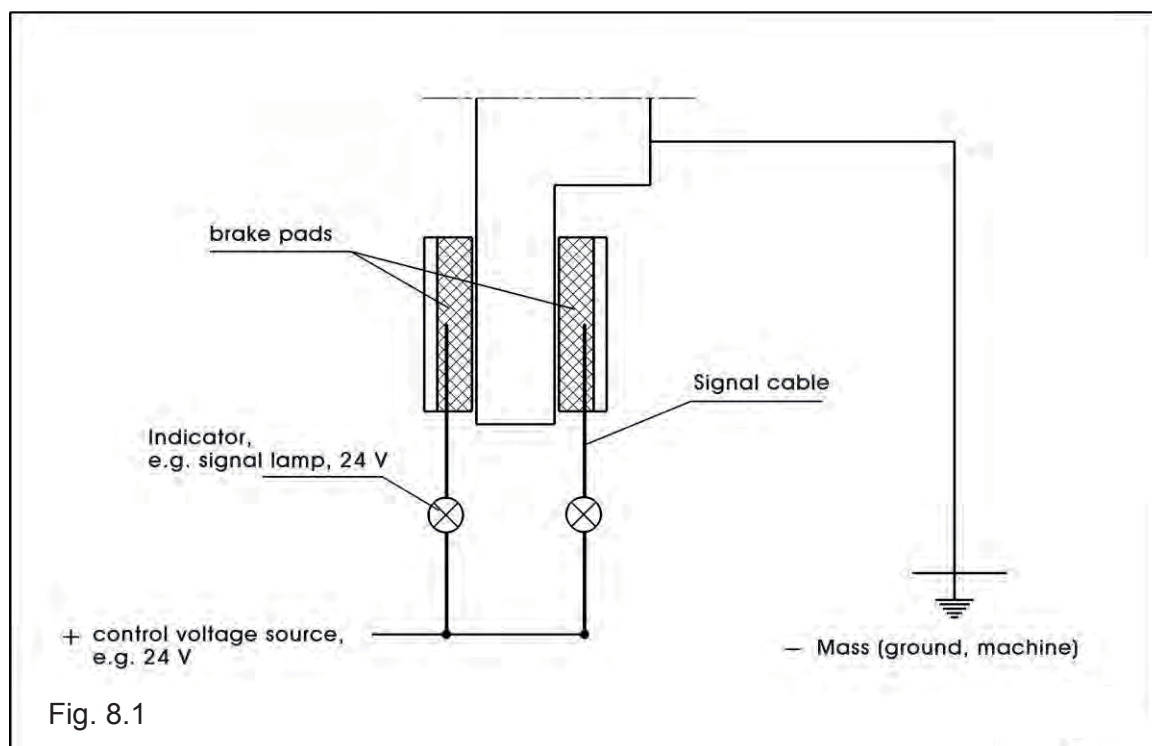 brake pads
Signal cable
Indicator,
e.g. signal lamp, 24 V
+ control voltage source,
e.g. 24 V
– Mass (ground, machine)
Fig. 8.1